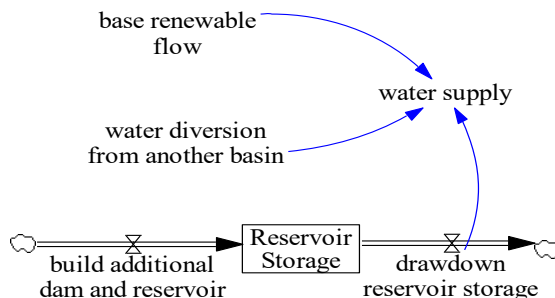 base renewable
flow
water supply
water diversion
from another basin
Reservoir
Storage
build additional
dam and reservoir
drawdown
reservoir storage